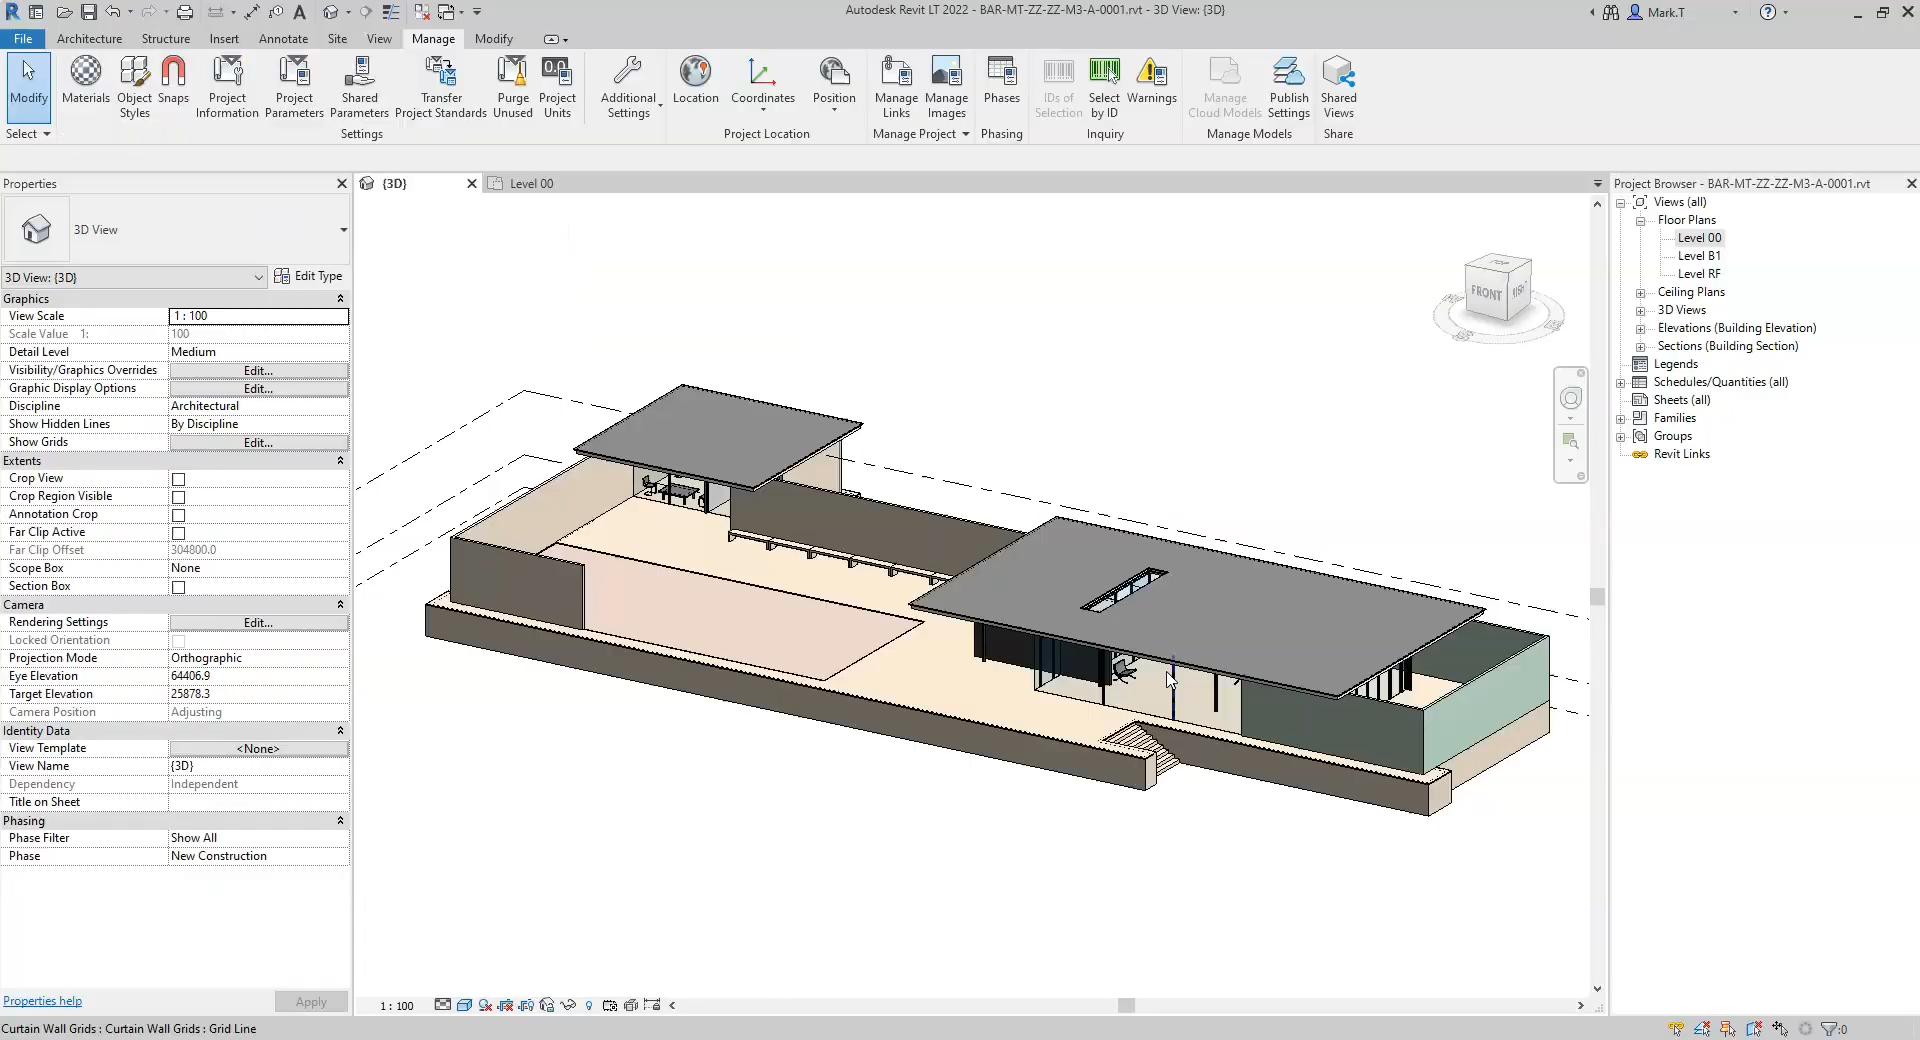 Autodesk Revit LT 2022 - BAR-MT-ZZ-ZZ-M3-A-0001.rvt - 3D View: {3D}
Mark.T
File Architecture Structure Insert Annotate Site View Manage Modify
Modify
Materials
Object Styles
Snaps
Project Information
Project Parameters
Shared Parameters
Transfer Project Standards
Purge Unused
Project Units
Additional Settings
Location
Coordinates
Position
Manage Links
Manage Images
Phases
IDs of Selection
Select by ID
Warnings
Manage Cloud Models
Publish Settings
Shared Views
Select
Settings
Project Location
Manage Project
Phasing
Inquiry
Manage Models
Share
Properties
3D View
3D View: {3D}
Edit Type
Graphics
View Scale 1 : 100
Scale Value 1: 100
Detail Level Medium
Visibility/Graphics Overrides Edit...
Graphic Display Options Edit...
Discipline Architectural
Show Hidden Lines By Discipline
Show Grids Edit...
Extents
Crop View
Crop Region Visible
Annotation Crop
Far Clip Active
Far Clip Offset 304800.0
Scope Box None
Section Box
Camera
Rendering Settings Edit...
Locked Orientation
Projection Mode Orthographic
Eye Elevation 64406.9
Target Elevation 25878.3
Camera Position Adjusting
Identity Data
View Template <None>
View Name {3D}
Dependency Independent
Title on Sheet
Phasing
Phase Filter Show All
Phase New Construction
Properties help
Apply
{3D}
Level 00
TOP
FRONT
1 : 100
Project Browser - BAR-MT-ZZ-ZZ-M3-A-0001.rvt
Views (all)
Floor Plans
Level 00
Level B1
Level RF
Ceiling Plans
3D Views
Elevations (Building Elevation)
Sections (Building Section)
Legends
Schedules/Quantities (all)
Sheets (all)
Families
Groups
Revit Links
Curtain Wall Grids : Curtain Wall Grids : Grid Line
:0